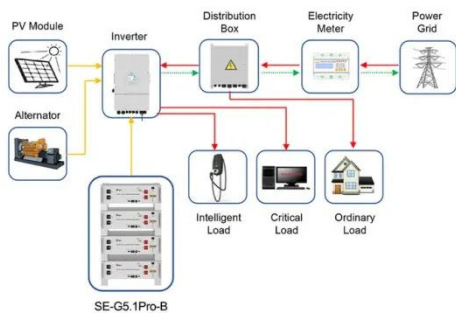 PV Module
Inverter
Distribution
Box
Electricity
Meter
Power
Grid
Alternator
Intelligent
Load
Critical
Load
Ordinary
Load
SE-G5.1Pro-B